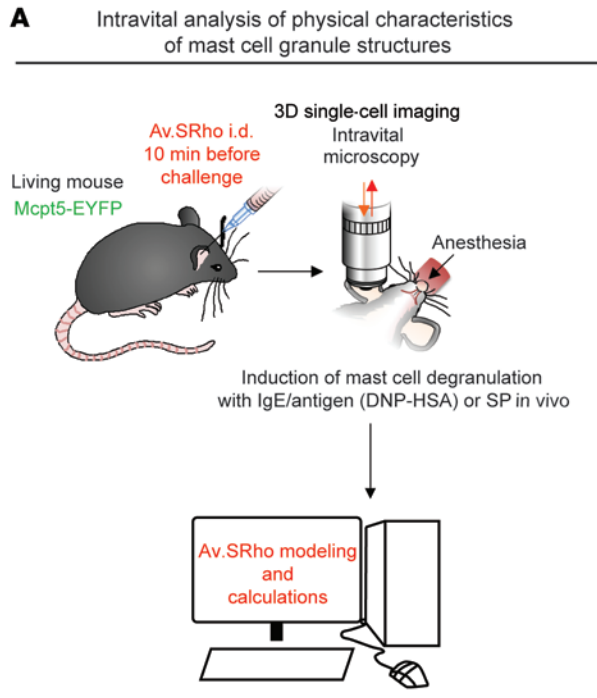 A
Intravital analysis of physical characteristics
of mast cell granule structures
Av.SRho i.d.
10 min before
challenge
Living mouse
Mcpt5-EYFP
3D single-cell imaging
Intravital
microscopy
Anesthesia
Induction of mast cell degranulation
with IgE/antigen (DNP-HSA) or SP in vivo
Av.SRho modeling
and
calculations